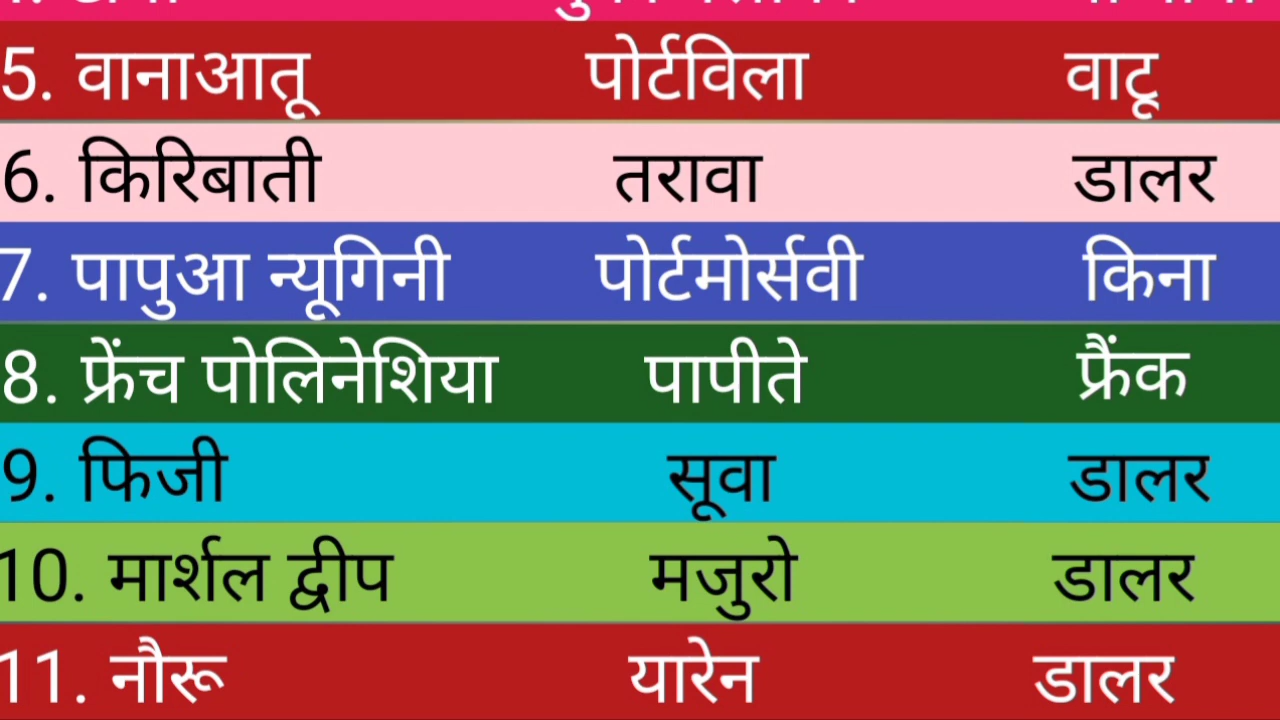 5. वानाआतू पोर्टविला वाटू
6. किरिबाती तरावा डालर
7. पापुआ न्यूगिनी पोर्टमोर्सवी किना
8. फ्रेंच पोलिनेशिया पापीते फ्रैंक
9. फिजी सूवा डालर
10. मार्शल द्वीप मजुरो डालर
11. नौरू यारेन डालर